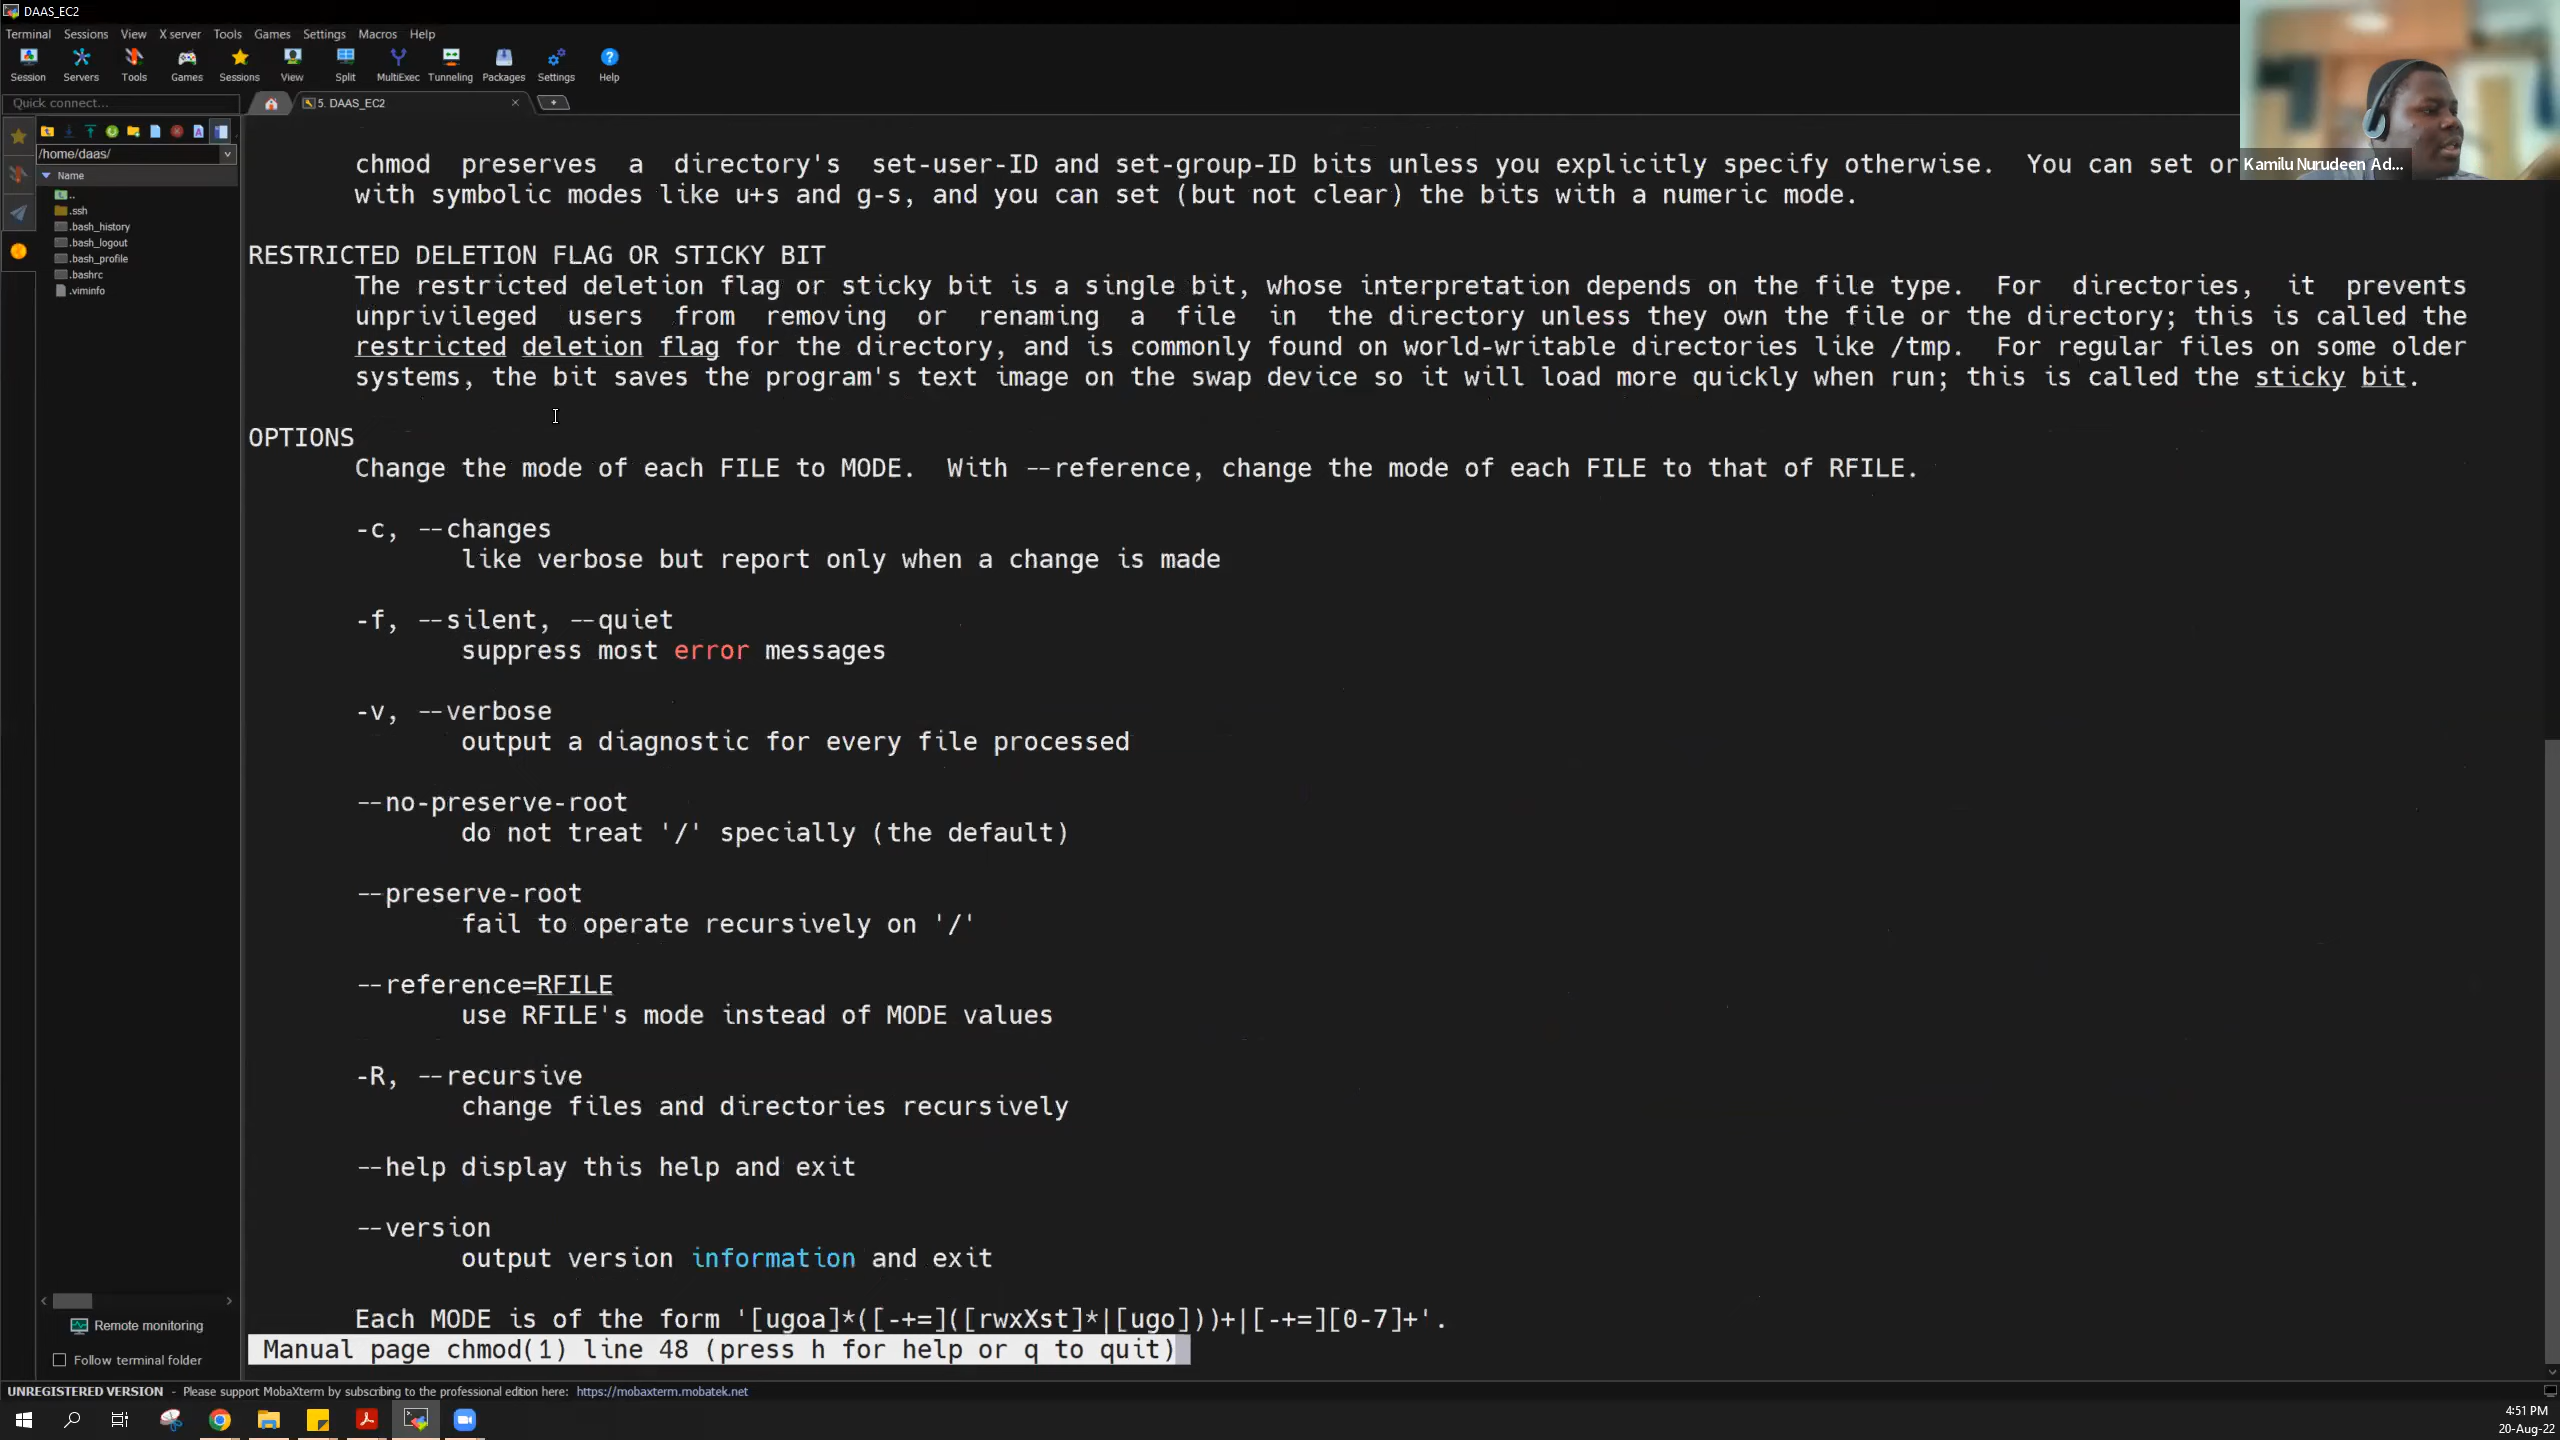 DAAS_EC2
Terminal Sessions View X server Tools Games Settings Macros Help
Session Servers Tools Games Sessions View Split MultiExec Tunneling Packages Settings Help
Quick connect...
5. DAAS_EC2
/home/daas/
Name
..
.ssh
.bash_history
.bash_logout
.bash_profile
.bashrc
.viminfo
Kamilu Nurudeen Ad...
chmod preserves a directory's set-user-ID and set-group-ID bits unless you explicitly specify otherwise. You can set or
with symbolic modes like u+s and g-s, and you can set (but not clear) the bits with a numeric mode.
RESTRICTED DELETION FLAG OR STICKY BIT
The restricted deletion flag or sticky bit is a single bit, whose interpretation depends on the file type. For directories, it prevents
unprivileged users from removing or renaming a file in the directory unless they own the file or the directory; this is called the
restricted deletion flag for the directory, and is commonly found on world-writable directories like /tmp. For regular files on some older
systems, the bit saves the program's text image on the swap device so it will load more quickly when run; this is called the sticky bit.
OPTIONS
Change the mode of each FILE to MODE. With --reference, change the mode of each FILE to that of RFILE.
-c, --changes
like verbose but report only when a change is made
-f, --silent, --quiet
suppress most error messages
-v, --verbose
output a diagnostic for every file processed
--no-preserve-root
do not treat '/' specially (the default)
--preserve-root
fail to operate recursively on '/'
--reference=RFILE
use RFILE's mode instead of MODE values
-R, --recursive
change files and directories recursively
--help display this help and exit
--version
output version information and exit
Each MODE is of the form '[ugoa]*([-+=]([rwxXst]*|[ugo]))+|[-+=][0-7]+'.
Manual page chmod(1) line 48 (press h for help or q to quit)
Remote monitoring
Follow terminal folder
UNREGISTERED VERSION - Please support MobaXterm by subscribing to the professional edition here: https://mobaxterm.mobatek.net
4:51 PM
20-Aug-22